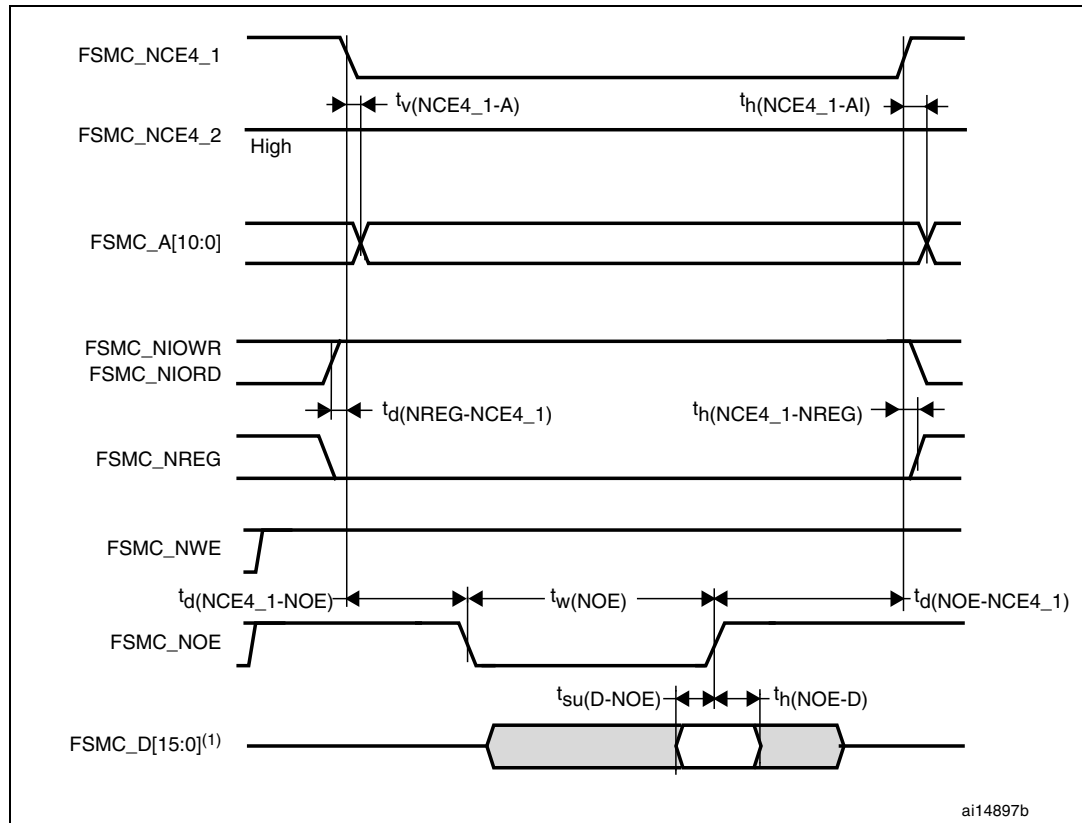 FSMC_NCE4_1
tv(NCE4_1-A)
th(NCE4_1-AI)
FSMC_NCE4_2
High
FSMC_A[10:0]
FSMC_NIOWR
FSMC_NIORD
td(NREG-NCE4_1)
th(NCE4_1-NREG)
FSMC_NREG
FSMC_NWE
td(NCE4_1-NOE)
tw(NOE)
td(NOE-NCE4_1)
FSMC_NOE
tsu(D-NOE)
th(NOE-D)
FSMC_D[15:0](1)
ai14897b